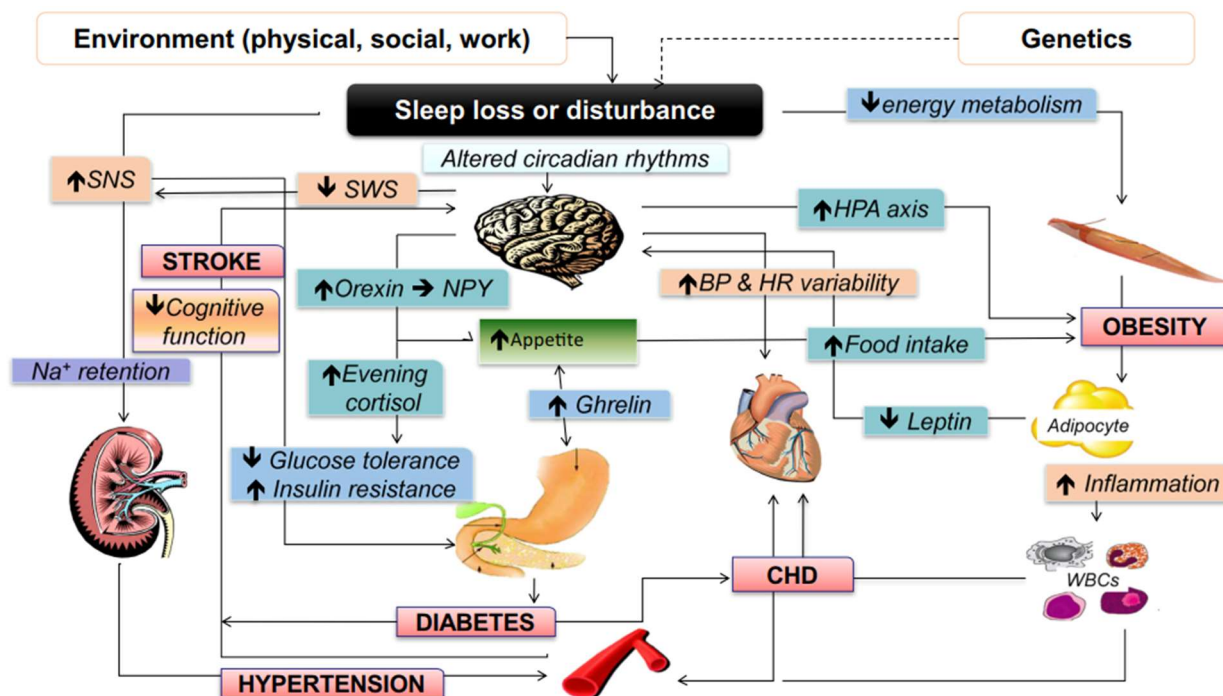 Environment (physical, social, work)
Genetics
Sleep loss or disturbance
↓energy metabolism
Altered circadian rhythms
↑SNS
↓ SWS
↑HPA axis
STROKE
↑Orexin ➔ NPY
↑BP & HR variability
↓Cognitive
function
↑Appetite
↑Food intake
OBESITY
Na⁺ retention
↑Evening
cortisol
↑ Ghrelin
↓ Leptin
Adipocyte
↓ Glucose tolerance
↑ Insulin resistance
↑ Inflammation
CHD
WBCs
DIABETES
HYPERTENSION